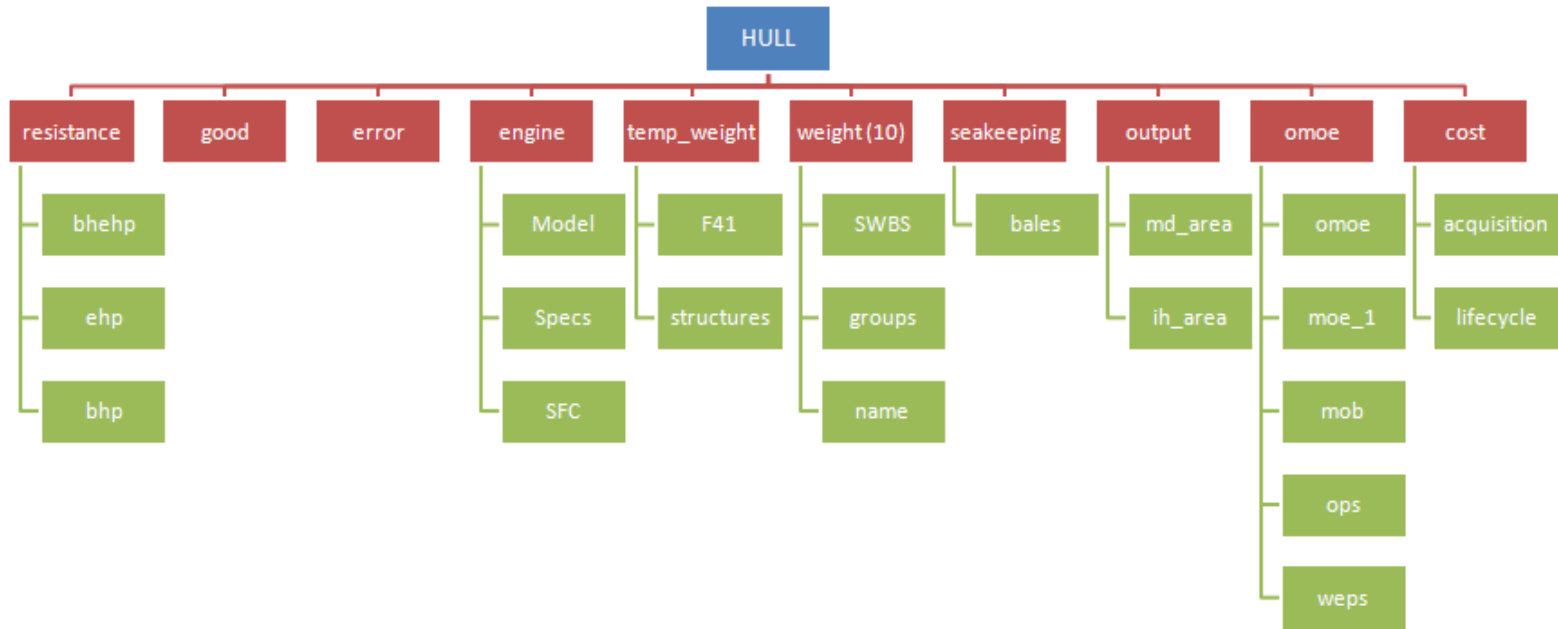 HULL
resistance
good
error
engine
temp_weight
weight (10)
seakeeping
output
omoe
cost
bhehp
Model
F41
SWBS
bales
md_area
omoe
acquisition
ehp
Specs
structures
groups
ih_area
moe_1
lifecycle
bhp
SFC
name
mob
ops
weps